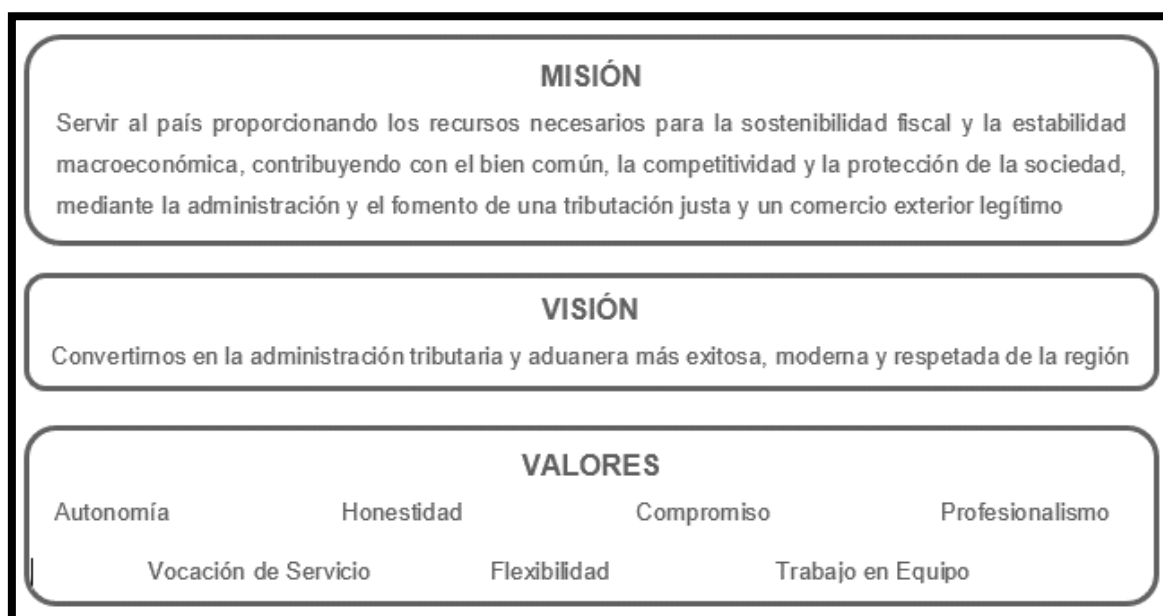 MISIÓN
Servir al país proporcionando los recursos necesarios para la sostenibilidad fiscal y la estabilidad
macroeconómica, contribuyendo con el bien común, la competitividad y la protección de la sociedad,
mediante la administración y el fomento de una tributación justa y un comercio exterior legítimo
VISIÓN
Convertirnos en la administración tributaria y aduanera más exitosa, moderna y respetada de la región
VALORES
Autonomía Honestidad Compromiso Profesionalismo
Vocación de Servicio Flexibilidad Trabajo en Equipo